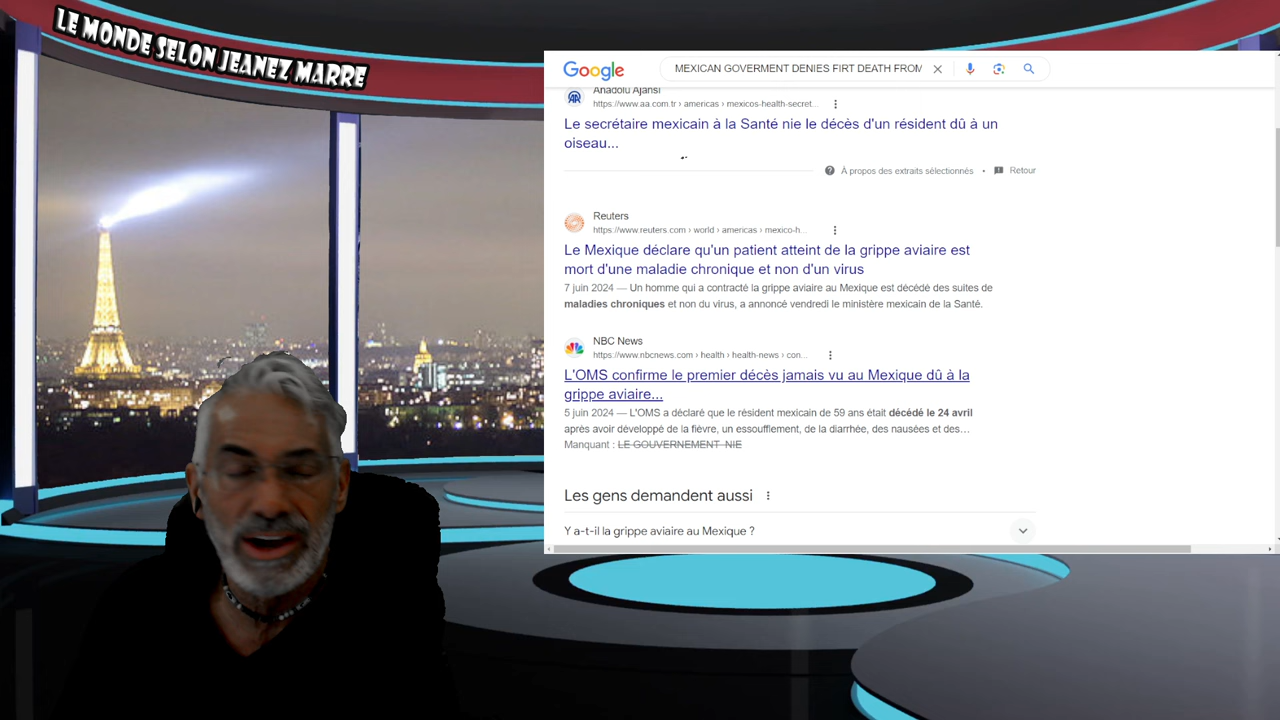 LE MONDE SELON JEANEZ MARRE
Google
MEXICAN GOVERMENT DENIES FIRT DEATH FROM
Anadolu Ajansı
https://www.aa.com.tr › americas › mexicos-health-secret...
Le secrétaire mexicain à la Santé nie le décès d'un résident dû à un
oiseau...
À propos des extraits sélectionnés • Retour
Reuters
https://www.reuters.com › world › americas › mexico-h...
Le Mexique déclare qu'un patient atteint de la grippe aviaire est
mort d'une maladie chronique et non d'un virus
7 juin 2024 — Un homme qui a contracté la grippe aviaire au Mexique est décédé des suites de
maladies chroniques et non du virus, a annoncé vendredi le ministère mexicain de la Santé.
NBC News
https://www.nbcnews.com › health › health-news › con...
L'OMS confirme le premier décès jamais vu au Mexique dû à la
grippe aviaire...
5 juin 2024 — L'OMS a déclaré que le résident mexicain de 59 ans était décédé le 24 avril
après avoir développé de la fièvre, un essoufflement, de la diarrhée, des nausées et des…
Manquant : LE GOUVERNEMENT NIE
Les gens demandent aussi
Y a-t-il la grippe aviaire au Mexique ?